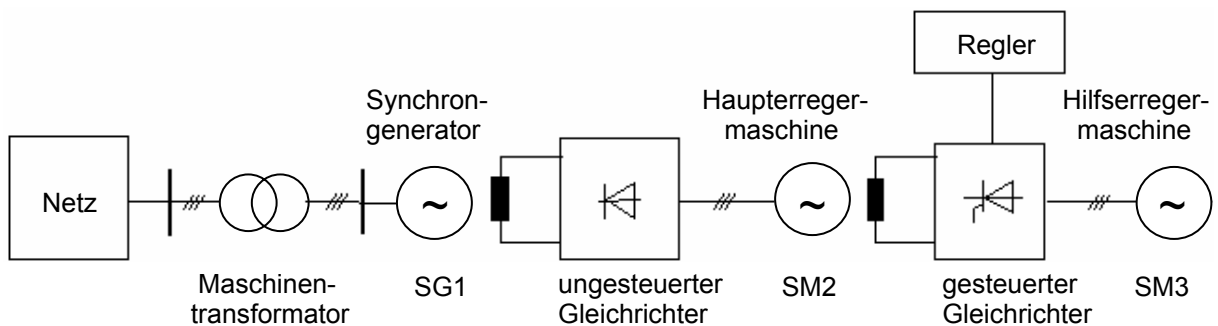 Regler
Synchron-
generator
Haupterreger-
maschine
Hilfserreger-
maschine
Netz
~
~
~
Maschinen-
transformator
SG1
ungesteuerter
Gleichrichter
SM2
gesteuerter
Gleichrichter
SM3